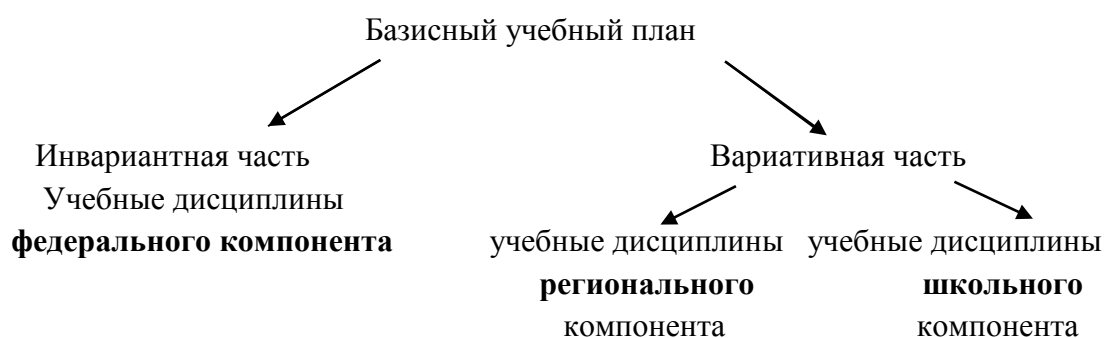 Базисный учебный план
Инвариантная часть
Учебные дисциплины
федерального компонента
Вариативная часть
учебные дисциплины
регионального
компонента
учебные дисциплины
школьного
компонента